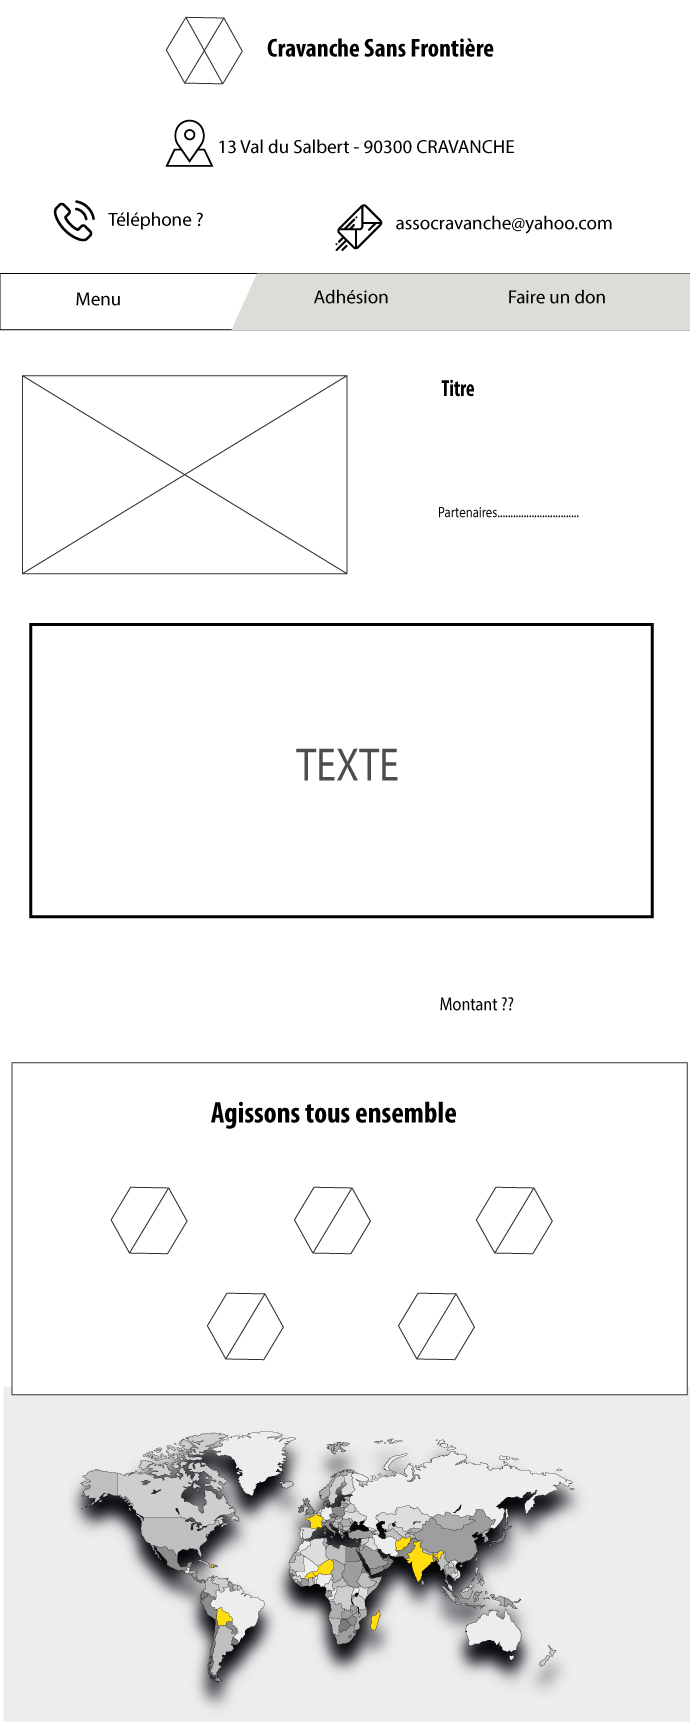 Cravanche Sans Frontière
13 Val du Salbert - 90300 CRAVANCHE
Téléphone ?
assocravanche@yahoo.com
Menu
Adhésion
Faire un don
Titre
Partenaires...............................
TEXTE
Montant ??
Agissons tous ensemble